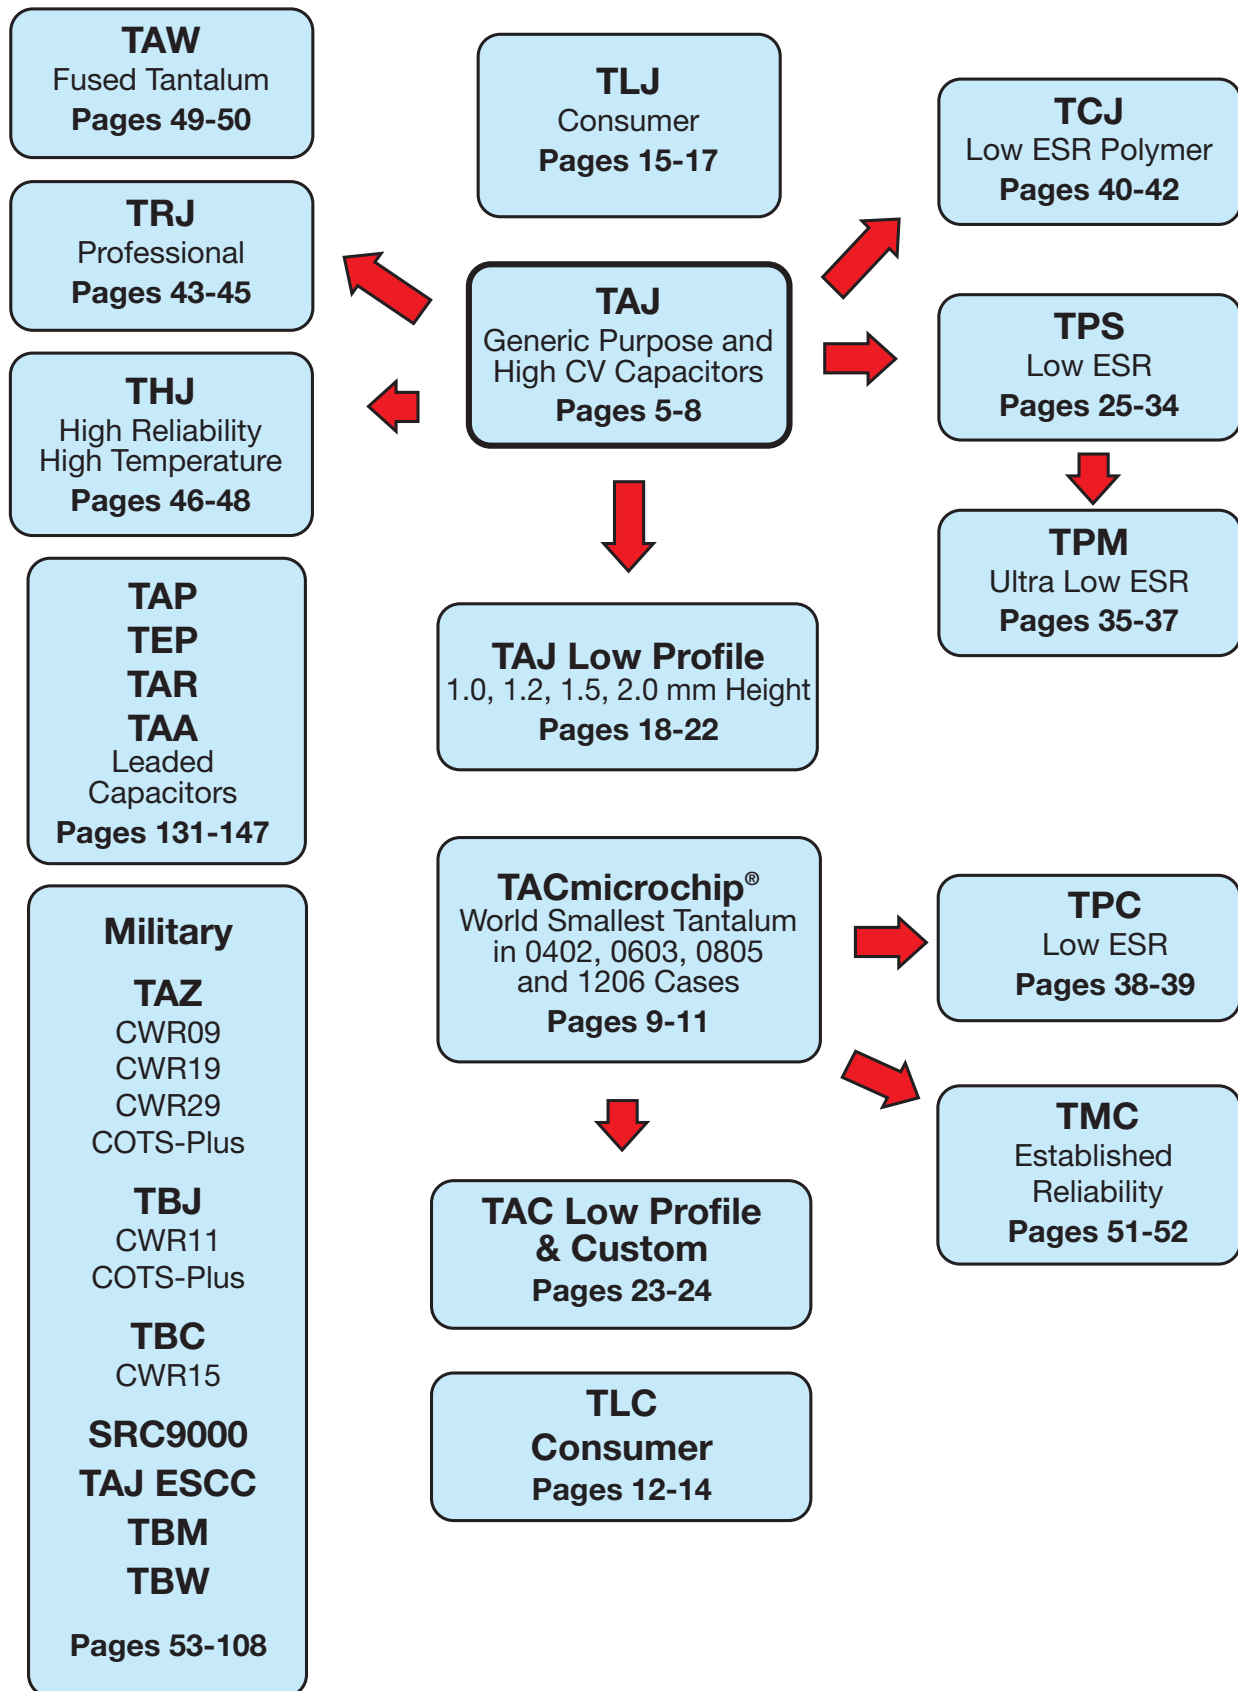 TAW
Fused Tantalum
Pages 49-50
TRJ
Professional
Pages 43-45
THJ
High Reliability
High Temperature
Pages 46-48
TAP
TEP
TAR
TAA
Leaded
Capacitors
Pages 131-147
Military
TAZ
CWR09
CWR19
CWR29
COTS-Plus
TBJ
CWR11
COTS-Plus
TBC
CWR15
SRC9000
TAJ ESCC
TBM
TBW
Pages 53-108
TLJ
Consumer
Pages 15-17
TAJ
Generic Purpose and
High CV Capacitors
Pages 5-8
TAJ Low Profile
1.0, 1.2, 1.5, 2.0 mm Height
Pages 18-22
TACmicrochip®
World Smallest Tantalum
in 0402, 0603, 0805
and 1206 Cases
Pages 9-11
TAC Low Profile
& Custom
Pages 23-24
TLC
Consumer
Pages 12-14
TCJ
Low ESR Polymer
Pages 40-42
TPS
Low ESR
Pages 25-34
TPM
Ultra Low ESR
Pages 35-37
TPC
Low ESR
Pages 38-39
TMC
Established
Reliability
Pages 51-52